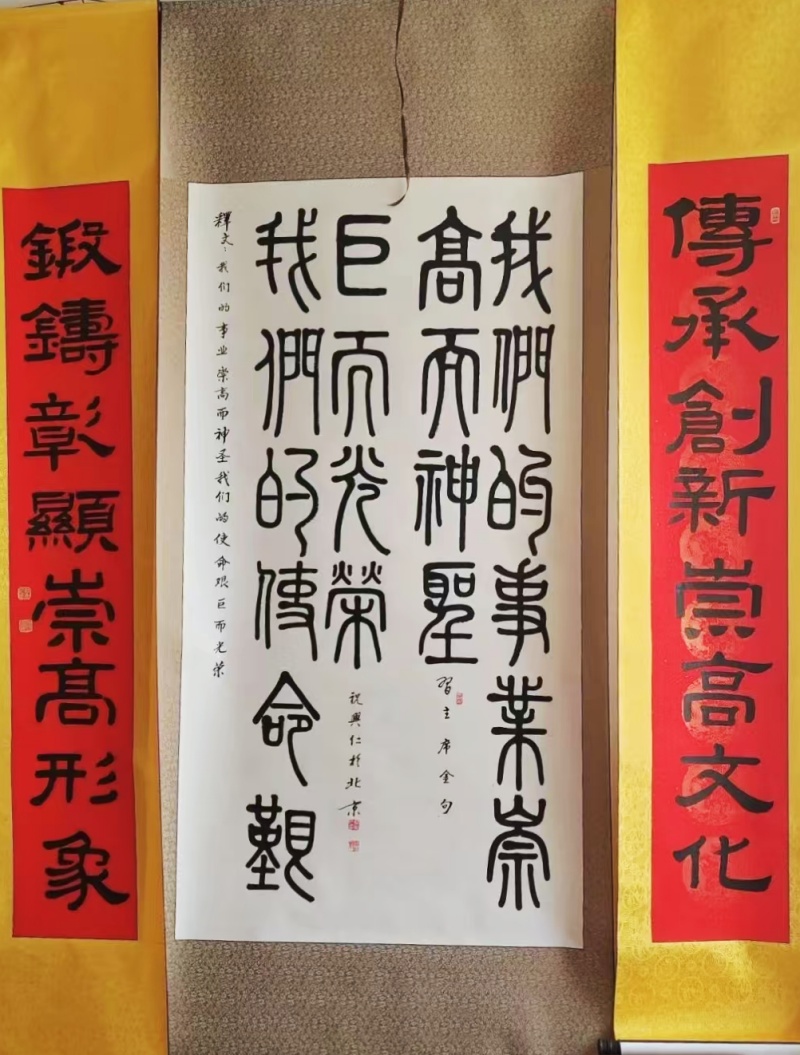 傳承創新崇高文化
我們的事業崇
高而神聖
習主席金句
我們的使命艱
巨而光榮
祝興仁於北京
釋文：我们的事业崇高而神圣我们的使命艰巨而光荣
鍛鑄彰顯崇高形象